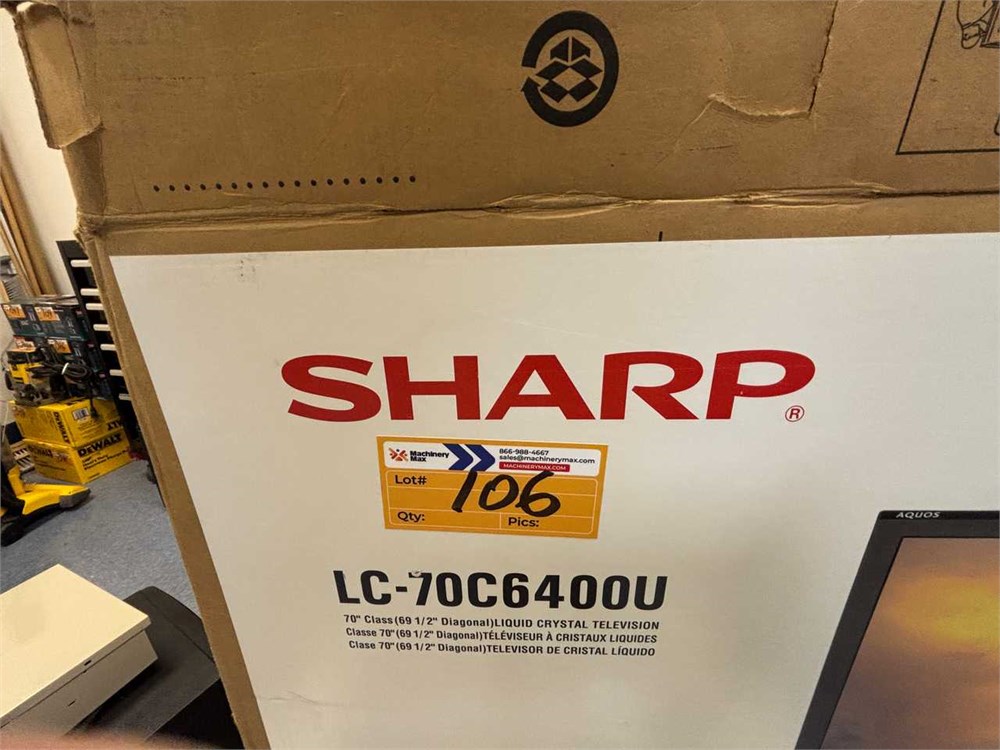 SHARP®
Machinery
Max
866-988-4667
sales@machinerymax.com
MACHINERYMAX.COM
Lot#
106
Qty:
Pics:
AQUOS
LC-70C6400U
70" Class (69 1/2" Diagonal)LIQUID CRYSTAL TELEVISION
Classe 70" (69 1/2" Diagonal)TÉLÉVISEUR À CRISTAUX LIQUIDES
Clase 70" (69 1/2" Diagonal)TELEVISOR DE CRISTAL LÍQUIDO
DEWALT